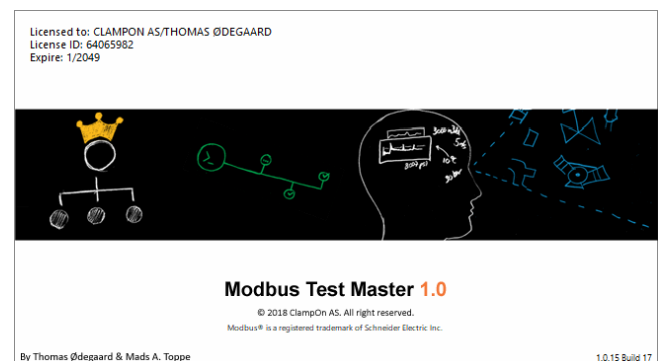 Licensed to: CLAMPON AS/THOMAS ØDEGAARD
License ID: 64065982
Expire: 1/2049
Modbus Test Master 1.0
© 2018 ClampOn AS. All right reserved.
Modbus® is a registered trademark of Schneider Electric Inc.
By Thomas Ødegaard & Mads A. Toppe
1.0.15 Build 17